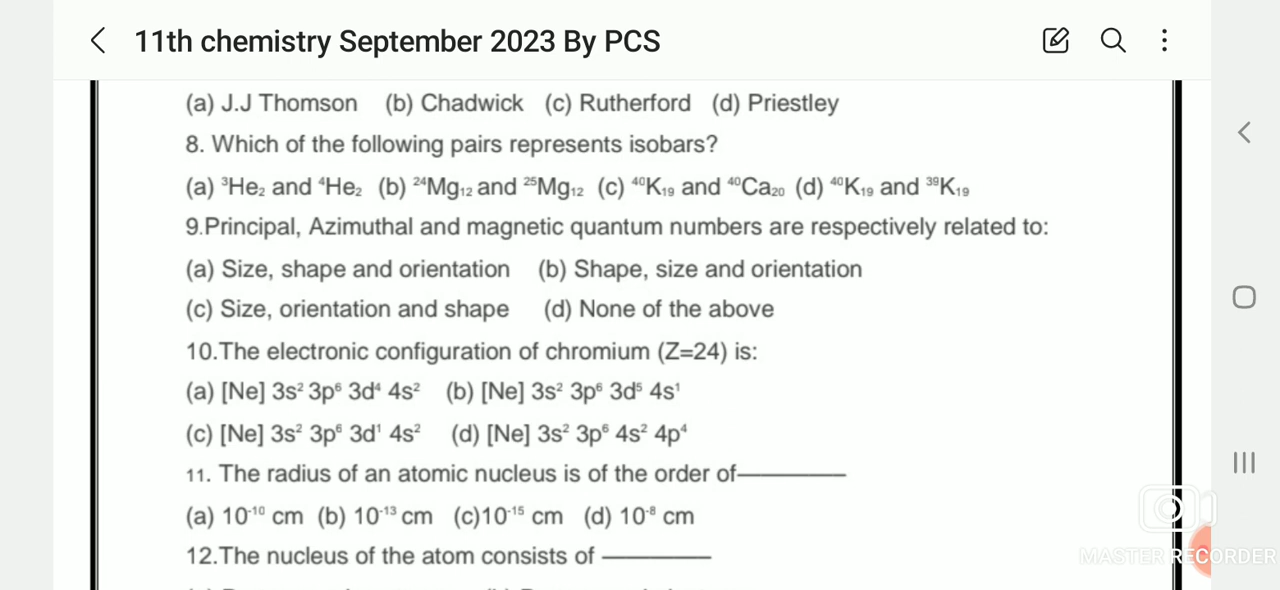 11th chemistry September 2023 By PCS
(a) J.J Thomson (b) Chadwick (c) Rutherford (d) Priestley
8. Which of the following pairs represents isobars?
(a) ³He₂ and ⁴He₂ (b) ²⁴Mg₁₂ and ²⁵Mg₁₂ (c) ⁴⁰K₁₉ and ⁴⁰Ca₂₀ (d) ⁴⁰K₁₉ and ³⁹K₁₉
9.Principal, Azimuthal and magnetic quantum numbers are respectively related to:
(a) Size, shape and orientation (b) Shape, size and orientation
(c) Size, orientation and shape (d) None of the above
10.The electronic configuration of chromium (Z=24) is:
(a) [Ne] 3s² 3p⁶ 3d⁴ 4s² (b) [Ne] 3s² 3p⁶ 3d⁵ 4s¹
(c) [Ne] 3s² 3p⁶ 3d¹ 4s² (d) [Ne] 3s² 3p⁶ 4s² 4p⁴
11. The radius of an atomic nucleus is of the order of————
(a) 10⁻¹⁰ cm (b) 10⁻¹³ cm (c)10⁻¹⁵ cm (d) 10⁻⁸ cm
12.The nucleus of the atom consists of ————
MASTER RECORDER